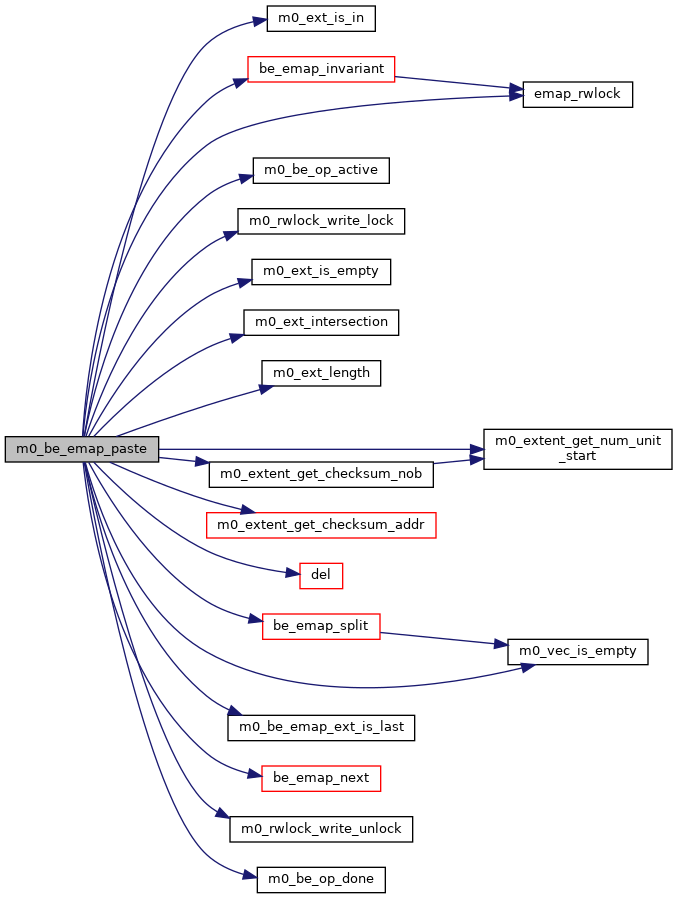 m0_ext_is_in
be_emap_invariant
emap_rwlock
m0_be_op_active
m0_rwlock_write_lock
m0_ext_is_empty
m0_ext_intersection
m0_ext_length
m0_be_emap_paste
m0_extent_get_num_unit
_start
m0_extent_get_checksum_nob
m0_extent_get_checksum_addr
del
be_emap_split
m0_vec_is_empty
m0_be_emap_ext_is_last
be_emap_next
m0_rwlock_write_unlock
m0_be_op_done